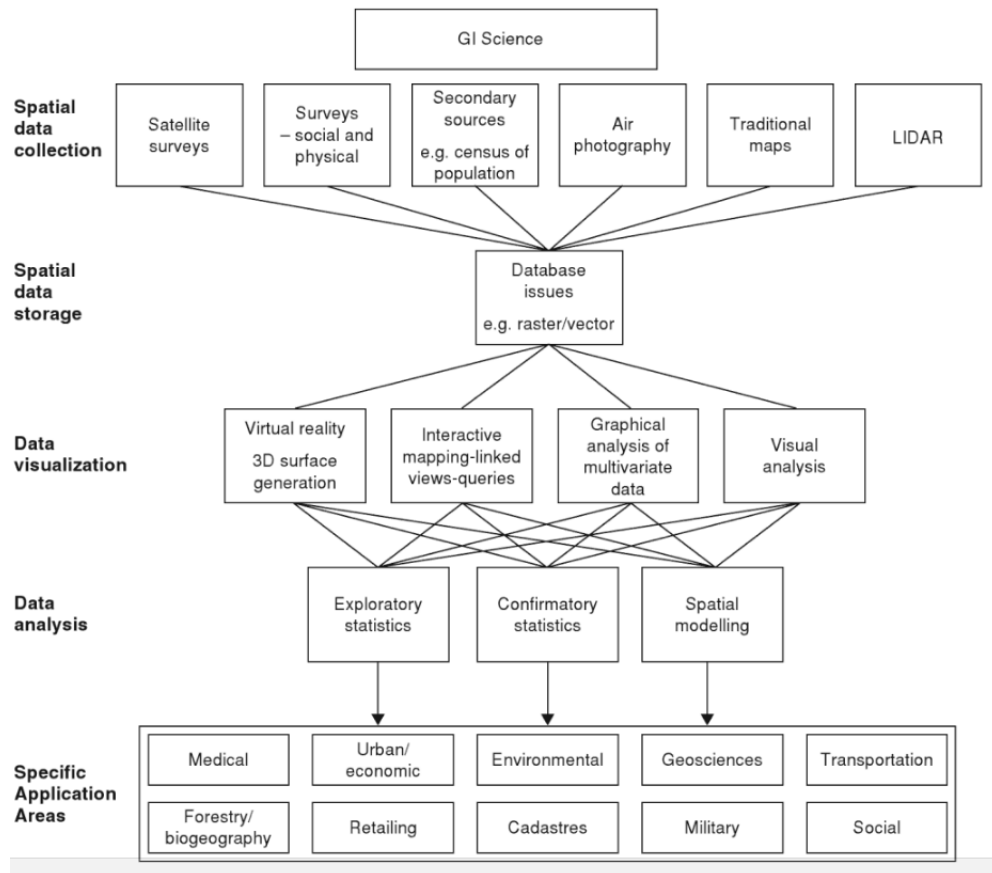 GI Science
Spatial
data
collection
Satellite
surveys
Surveys
– social and
physical
Secondary
sources
e.g. census of
population
Air
photography
Traditional
maps
LIDAR
Spatial
data
storage
Database
issues
e.g. raster/vector
Data
visualization
Virtual reality
3D surface
generation
Interactive
mapping-linked
views-queries
Graphical
analysis of
multivariate
data
Visual
analysis
Data
analysis
Exploratory
statistics
Confirmatory
statistics
Spatial
modelling
Specific
Application
Areas
Medical
Urban/
economic
Environmental
Geosciences
Transportation
Forestry/
biogeography
Retailing
Cadastres
Military
Social